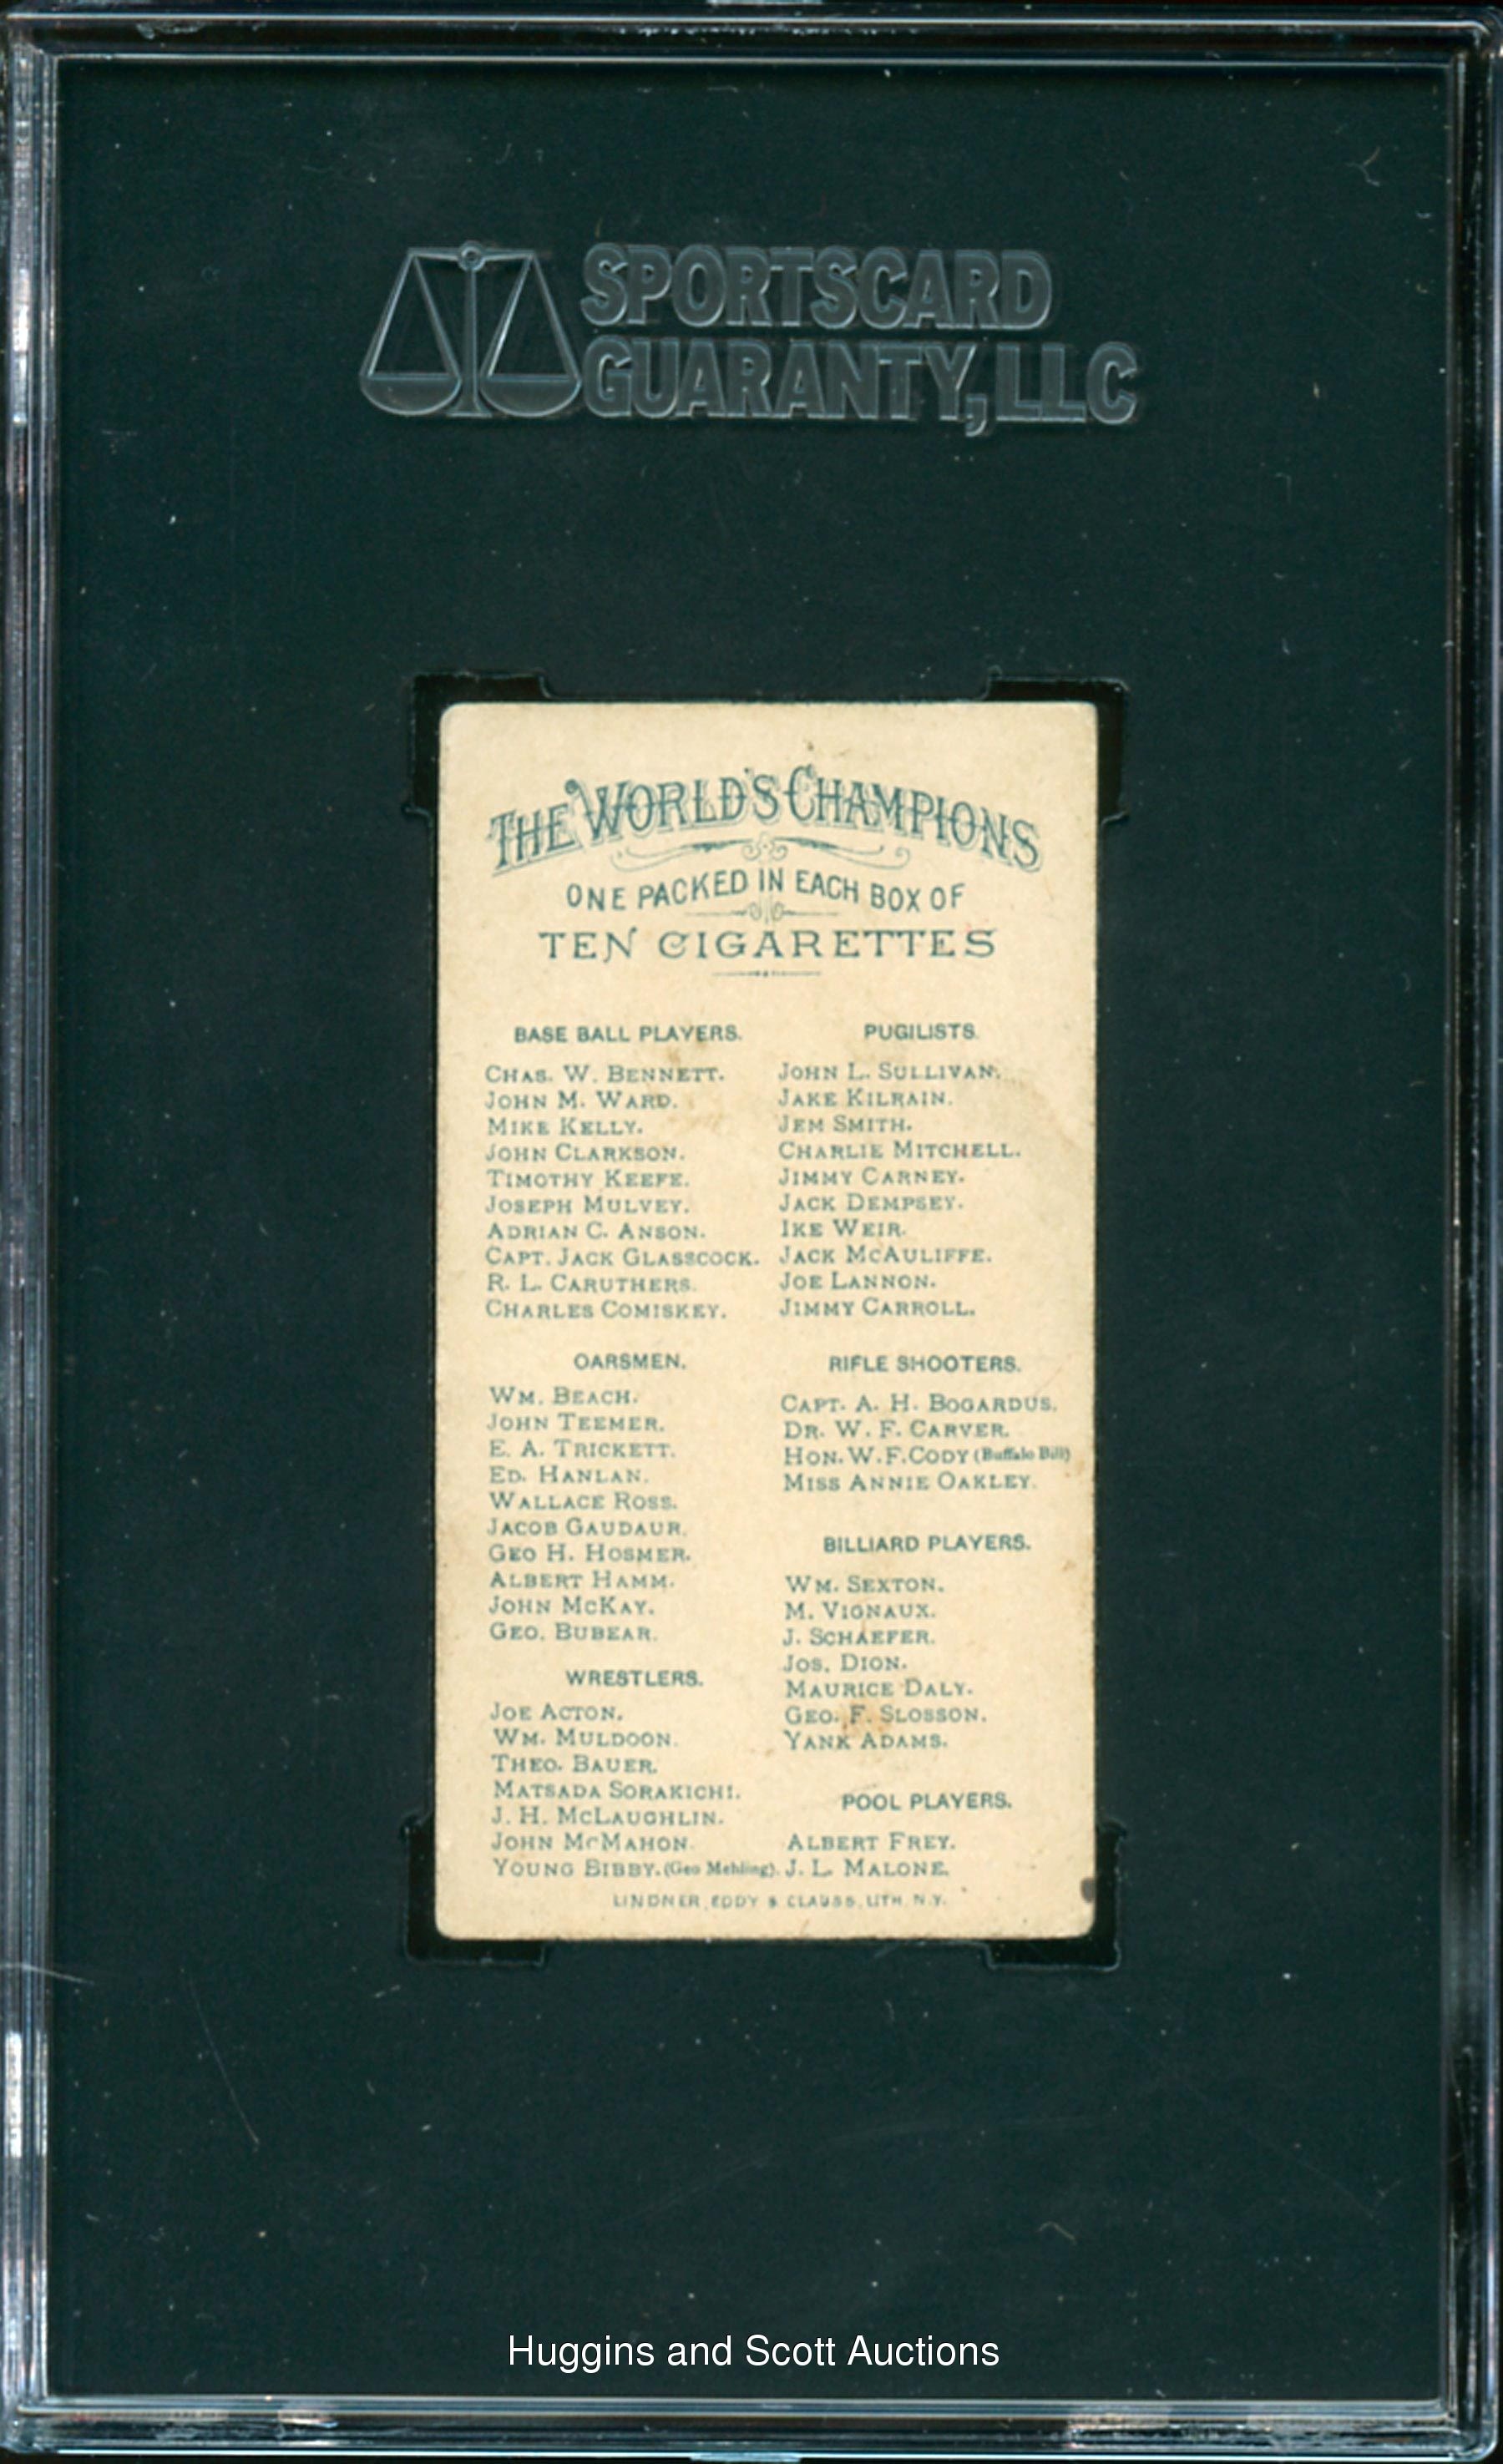 SPORTSCARD
GUARANTY, LLC
THE WORLD'S CHAMPIONS
ONE PACKED IN EACH BOX OF
TEN CIGARETTES
BASE BALL PLAYERS.
CHAS. W. BENNETT.
JOHN M. WARD.
MIKE KELLY.
JOHN CLARKSON.
TIMOTHY KEEFE.
JOSEPH MULVEY.
ADRIAN C. ANSON.
CAPT. JACK GLASSCOCK.
R. L. CARUTHERS.
CHARLES COMISKEY.
OARSMEN.
WM. BEACH.
JOHN TEEMER.
E. A. TRICKETT.
ED. HANLAN.
WALLACE ROSS.
JACOB GAUDAUR.
GEO H. HOSMER.
ALBERT HAMM.
JOHN McKAY.
GEO. BUBEAR.
WRESTLERS.
JOE ACTON.
WM. MULDOON.
THEO. BAUER.
MATSADA SORAKICHI.
J. H. McLAUGHLIN.
JOHN McMAHON.
YOUNG BIBBY. (Geo Mehling).
PUGILISTS.
JOHN L. SULLIVAN.
JAKE KILRAIN.
JEM SMITH.
CHARLIE MITCHELL.
JIMMY CARNEY.
JACK DEMPSEY.
IKE WEIR.
JACK McAULIFFE.
JOE LANNON.
JIMMY CARROLL.
RIFLE SHOOTERS.
CAPT. A. H. BOGARDUS.
DR. W. F. CARVER.
HON. W. F. CODY (Buffalo Bill)
MISS ANNIE OAKLEY.
BILLIARD PLAYERS.
WM. SEXTON.
M. VIGNAUX.
J. SCHAEFER.
JOS. DION.
MAURICE DALY.
GEO. F. SLOSSON.
YANK ADAMS.
POOL PLAYERS.
ALBERT FREY.
J. L. MALONE.
LINDNER, EDDY & CLAUSS, LITH. N.Y.
Huggins and Scott Auctions